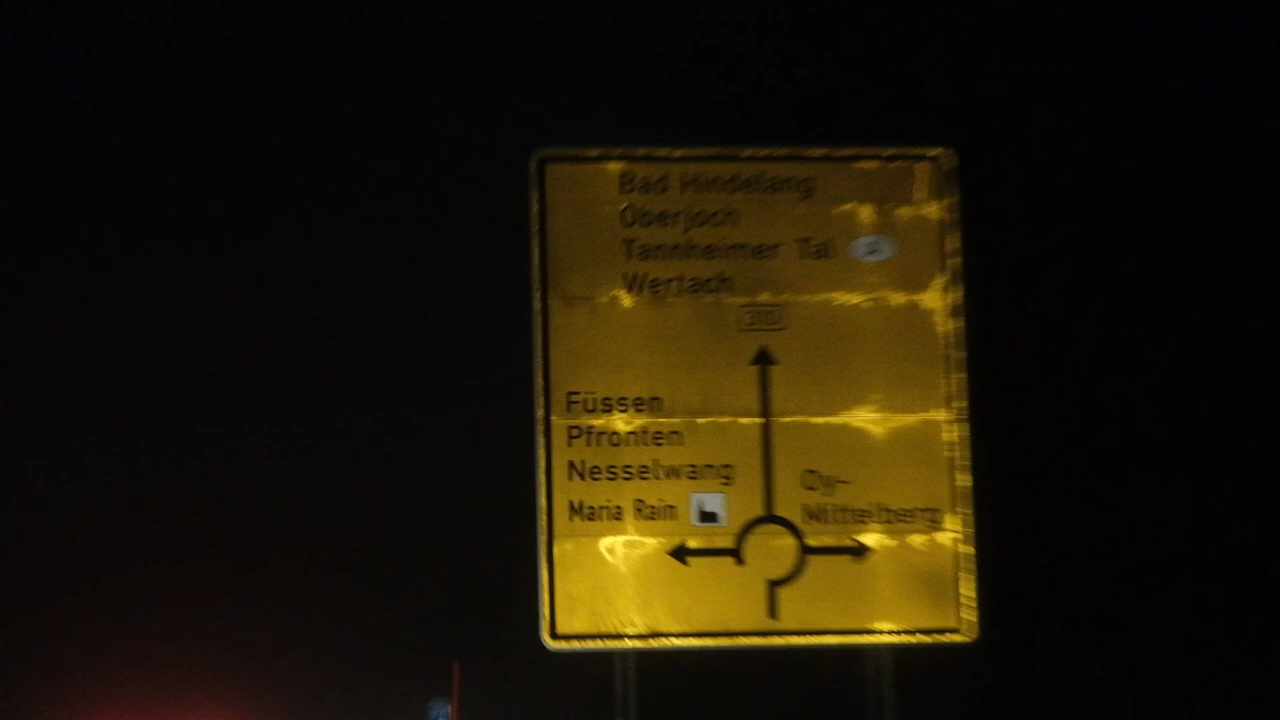 Bad Hindelang
Oberjoch
Tannheimer Tal A
Wertach
310
Füssen
Pfronten
Nesselwang
Maria Rain
Oy-
Mittelberg